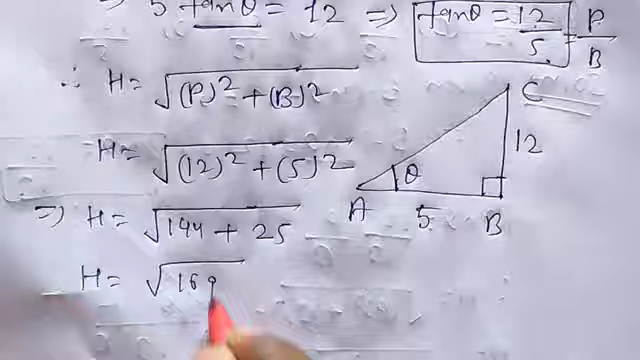 => 5 tanθ = 12 => tanθ = 12/5 = P/B
∴ H = √(P)² + (B)²
H = √(12)² + (5)²
=> H = √144 + 25
H = √169
C
12
θ
A 5 B